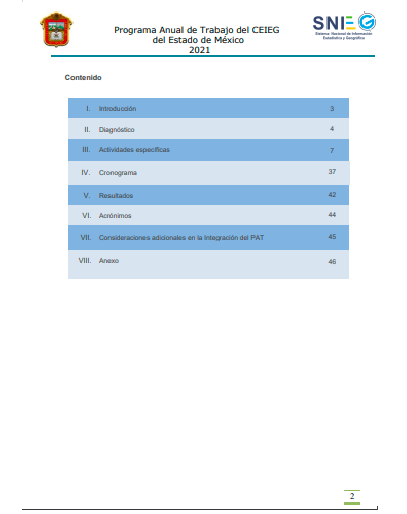 Programa Anual de Trabajo del CEIEG
del Estado de México
2021
SNIEG
Sistema Nacional de Información
Estadística y Geográfica
Contenido
I. Introducción 3
II. Diagnóstico 4
III. Actividades específicas 7
IV. Cronograma 37
V. Resultados 42
VI. Acrónimos 44
VII. Consideraciones adicionales en la Integración del PAT 45
VIII. Anexo 46
2